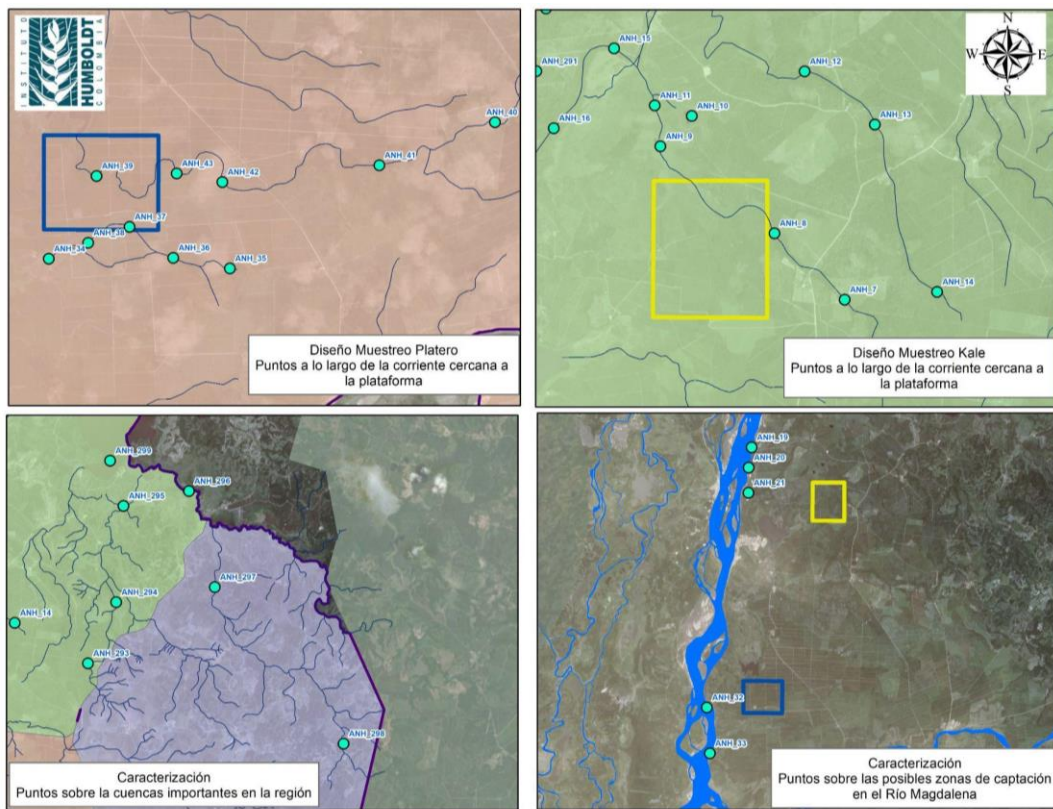 INSTITUTO
HUMBOLDT
COLOMBIA
ANH_40
ANH_41
ANH_43
ANH_42
ANH_39
ANH_37
ANH_38
ANH_34
ANH_36
ANH_35
Diseño Muestreo Platero
Puntos a lo largo de la corriente cercana a
la plataforma
N
W
E
S
ANH_15
ANH_12
ANH_291
ANH_11
ANH_10
ANH_16
ANH_13
ANH_9
ANH_8
ANH_7
ANH_14
Diseño Muestreo Kale
Puntos a lo largo de la corriente cercana a
la plataforma
ANH_299
ANH_296
ANH_295
ANH_297
ANH_294
ANH_14
ANH_293
ANH_298
Caracterización
Puntos sobre la cuencas importantes en la región
ANH_19
ANH_20
ANH_21
ANH_32
ANH_33
Caracterización
Puntos sobre las posibles zonas de captación
en el Río Magdalena